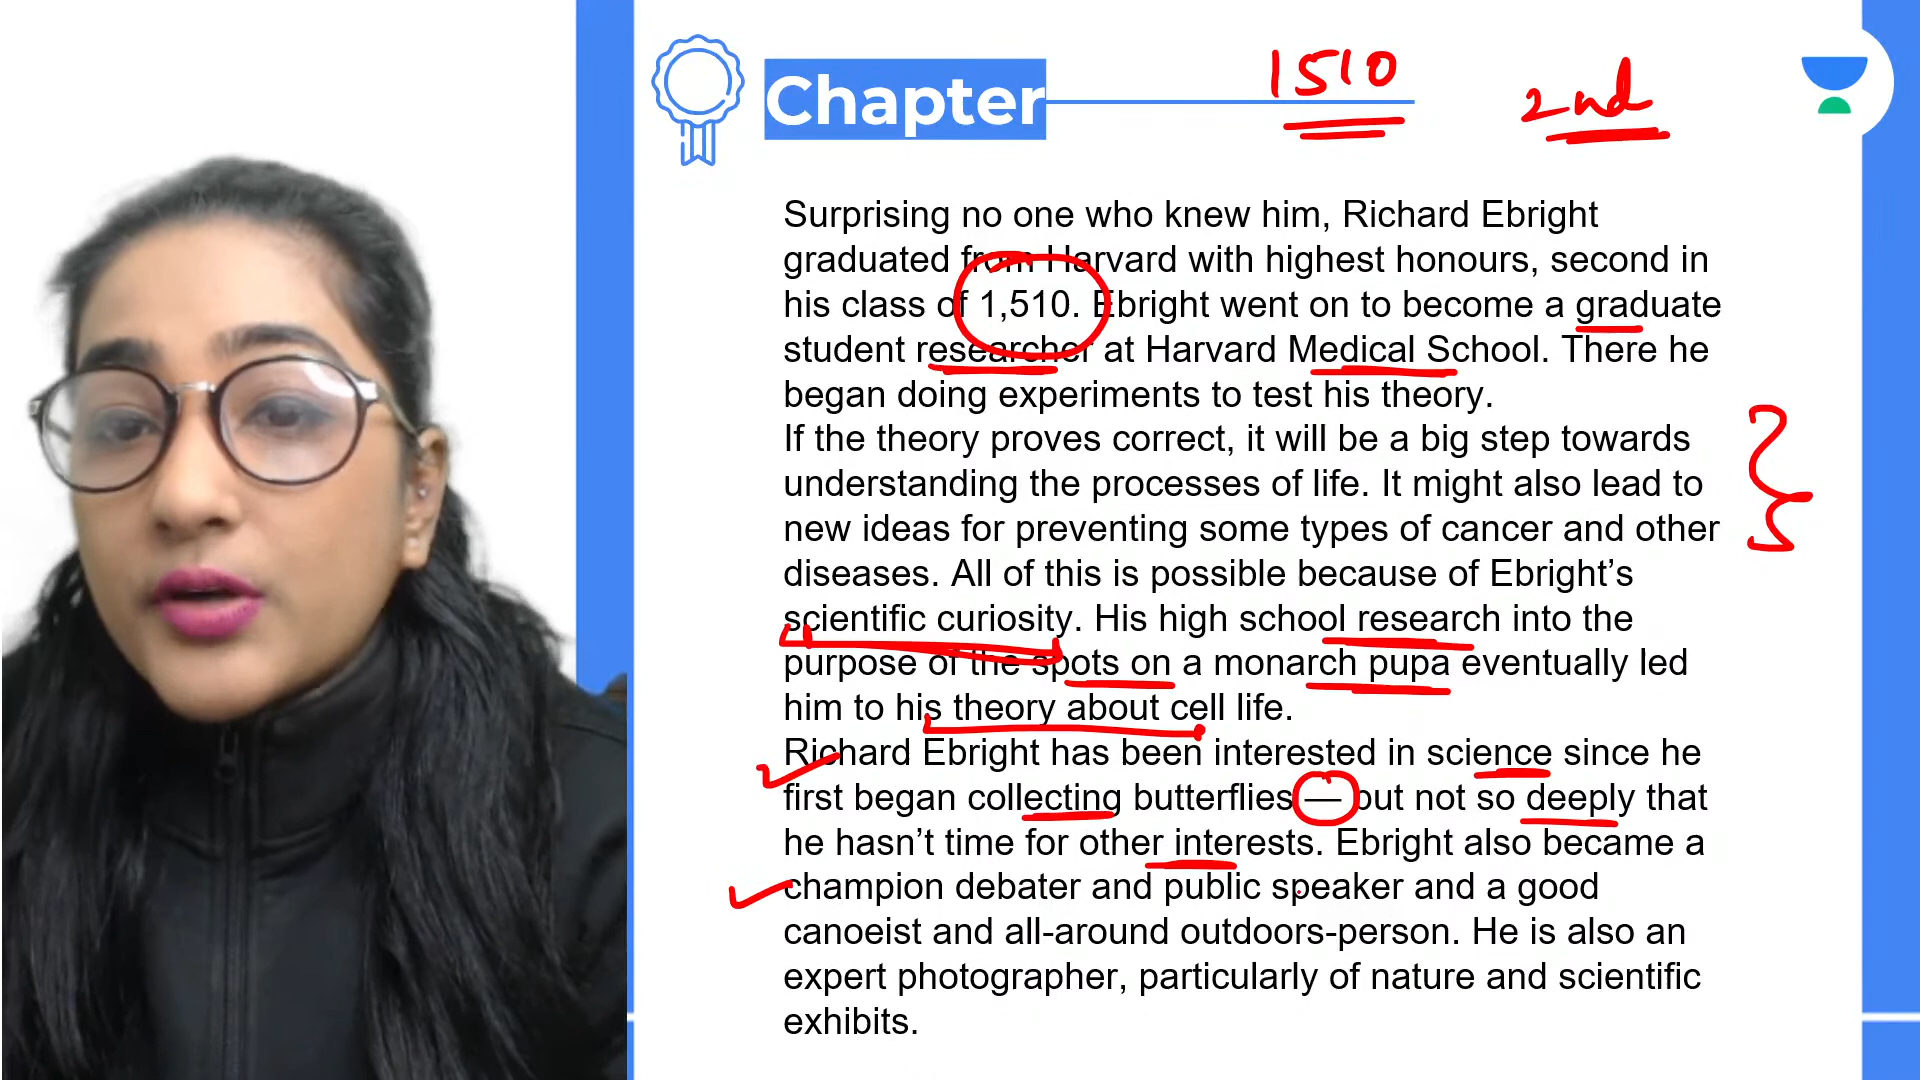 Chapter
1510
2nd
Surprising no one who knew him, Richard Ebright
graduated from Harvard with highest honours, second in
his class of 1,510. Ebright went on to become a graduate
student researcher at Harvard Medical School. There he
began doing experiments to test his theory.
If the theory proves correct, it will be a big step towards
understanding the processes of life. It might also lead to
new ideas for preventing some types of cancer and other
diseases. All of this is possible because of Ebright’s
scientific curiosity. His high school research into the
purpose of the spots on a monarch pupa eventually led
him to his theory about cell life.
Richard Ebright has been interested in science since he
first began collecting butterflies — but not so deeply that
he hasn’t time for other interests. Ebright also became a
champion debater and public speaker and a good
canoeist and all-around outdoors-person. He is also an
expert photographer, particularly of nature and scientific
exhibits.